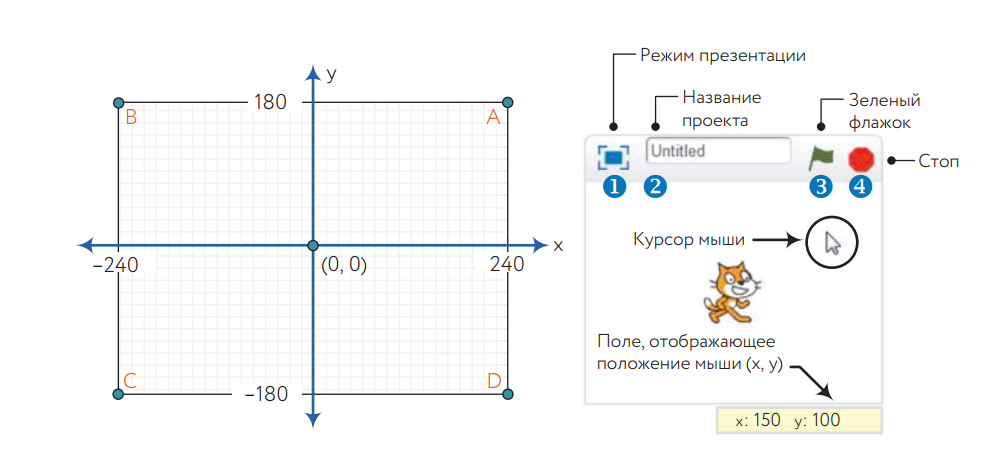 y
180
B
A
x
–240
(0, 0)
240
C
D
–180
Режим презентации
Название
проекта
Зеленый
флажок
Untitled
Стоп
1
2
3
4
Курсор мыши
Поле, отображающее
положение мыши (x, y)
x: 150 y: 100